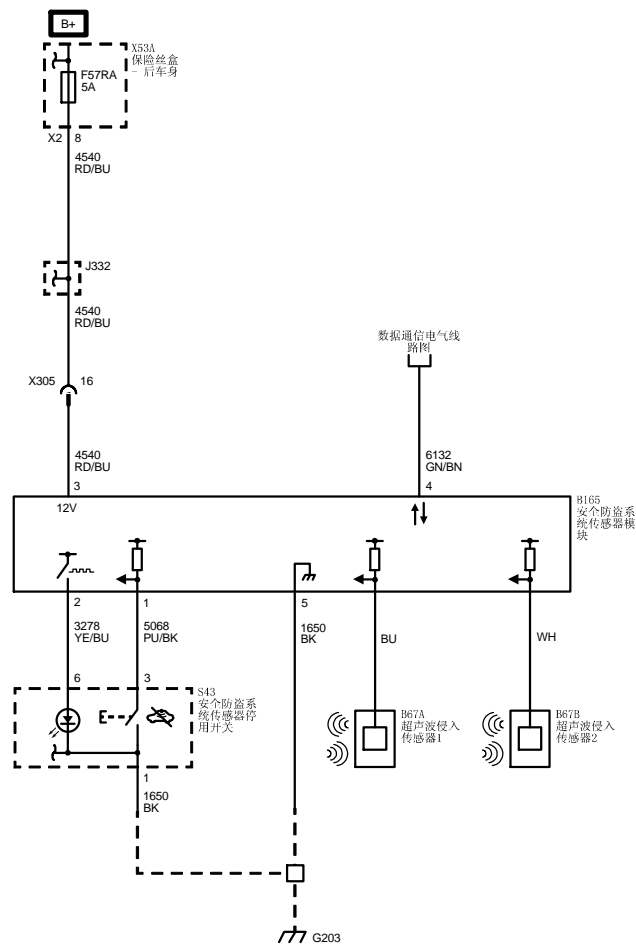 B+
X53A
保险丝盒
- 后车身
F57RA
5A
X2
8
4540
RD/BU
J332
4540
RD/BU
数据通信电气线
路图
X305
16
4540
RD/BU
6132
GN/BN
3
4
B165
安全防盗系
统传感器模
块
12V
2
1
5
3278
YE/BU
5068
PU/BK
1650
BK
BU
WH
6
3
S43
安全防盗系
统传感器停
用开关
B67A
超声波侵入
传感器1
B67B
超声波侵入
传感器2
1
1650
BK
G203